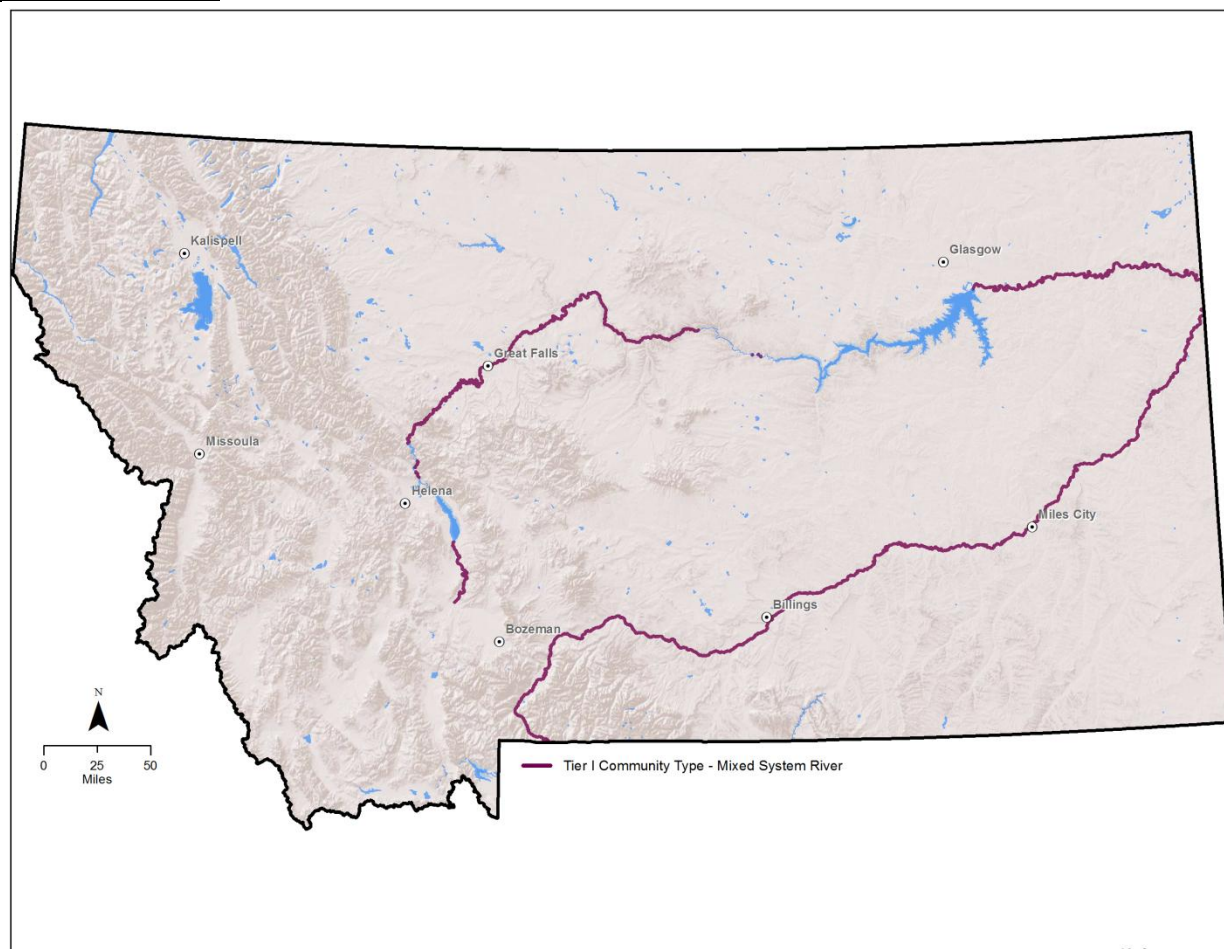 Kalispell
Glasgow
Great Falls
Missoula
Helena
Miles City
Billings
Bozeman
N
0 25 50
Miles
Tier I Community Type - Mixed System River